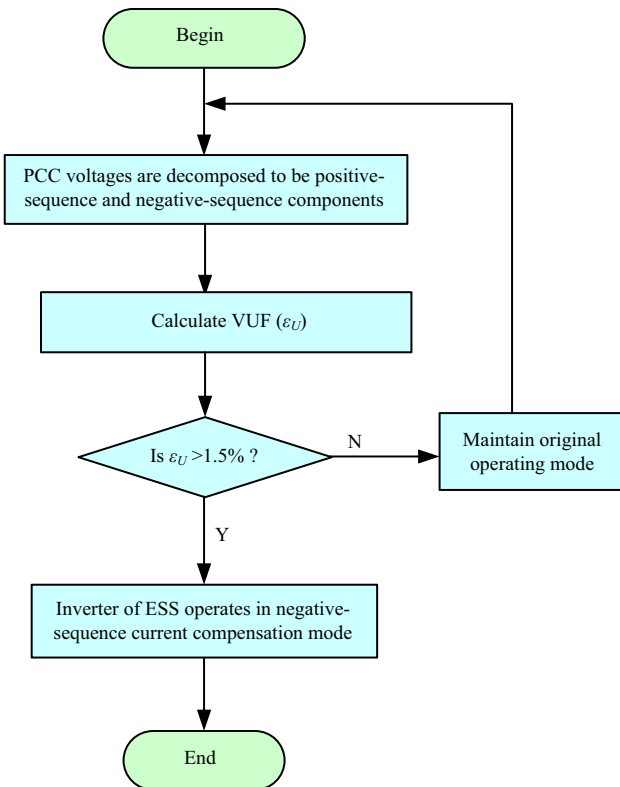 Begin
PCC voltages are decomposed to be positive-
sequence and negative-sequence components
Calculate VUF (εU)
Is εU >1.5% ?
N
Maintain original
operating mode
Y
Inverter of ESS operates in negative-
sequence current compensation mode
End